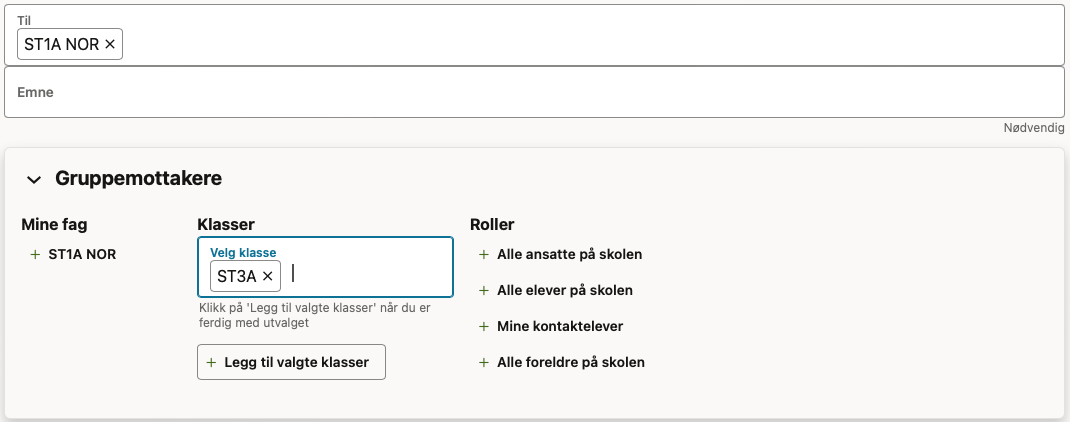 Til
ST1A NOR ×
Emne
Nødvendig
Gruppemottakere
Mine fag
+ ST1A NOR
Klasser
Velg klasse
ST3A ×
Klikk på 'Legg til valgte klasser' når du er
ferdig med utvalget
+ Legg til valgte klasser
Roller
+ Alle ansatte på skolen
+ Alle elever på skolen
+ Mine kontaktelever
+ Alle foreldre på skolen